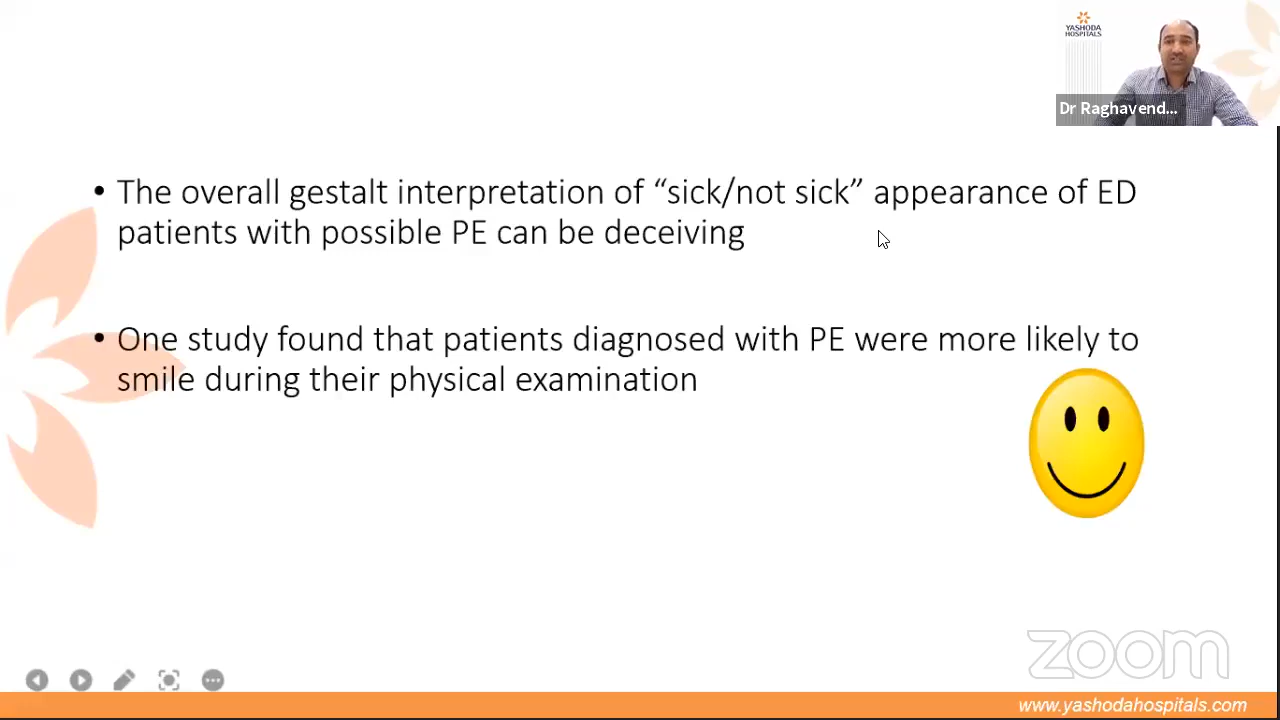 YASHODA
HOSPITALS
Dr Raghavend...
• The overall gestalt interpretation of “sick/not sick” appearance of ED
patients with possible PE can be deceiving
• One study found that patients diagnosed with PE were more likely to
smile during their physical examination
zoom
www.yashodahospitals.com